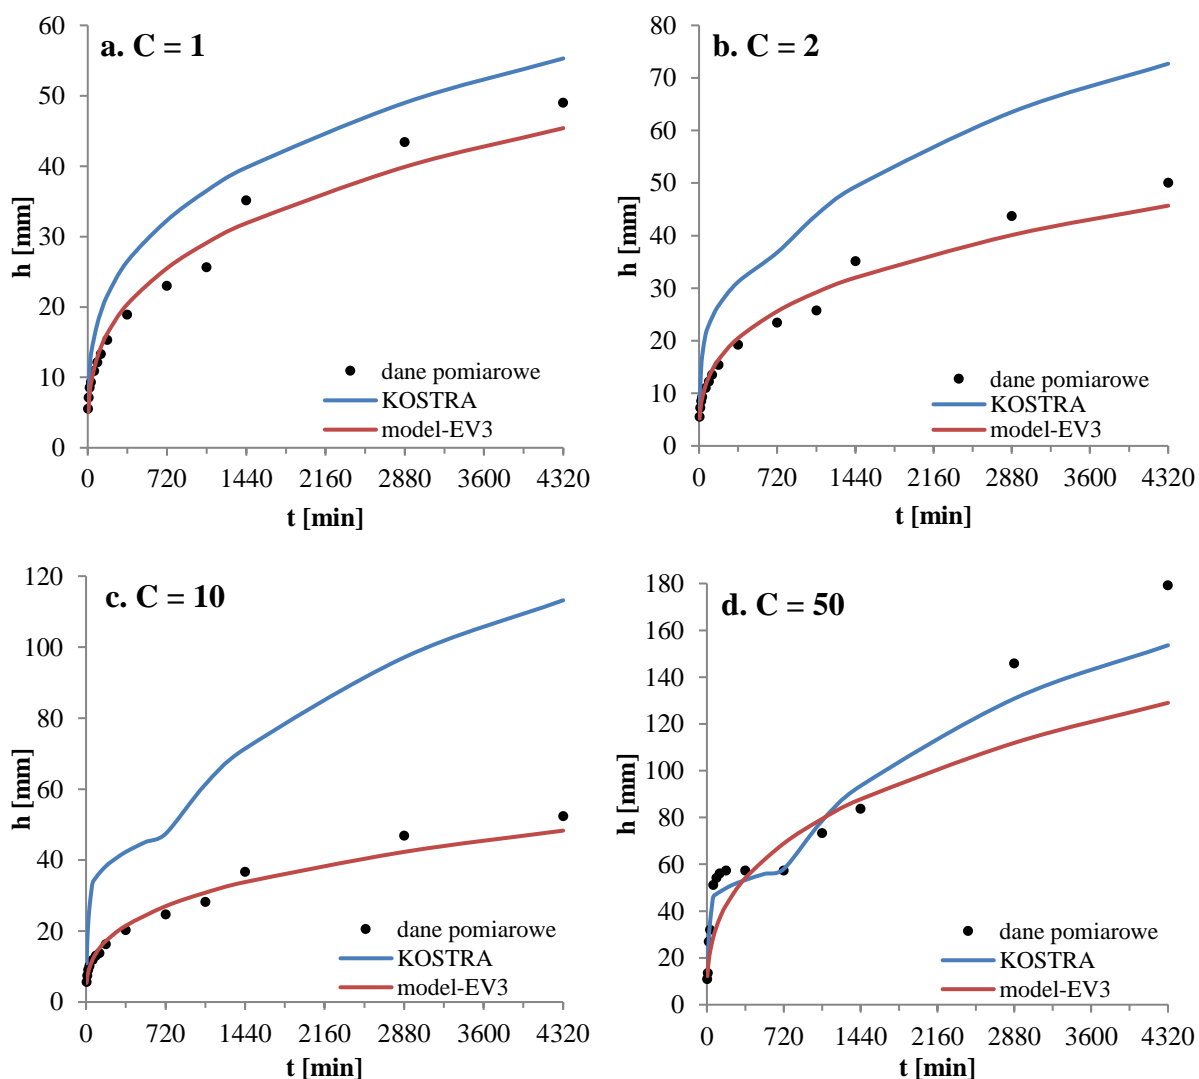 a. C = 1
60
50
40
30
20
10
0
h [mm]
dane pomiarowe
KOSTRA
model-EV3
0 720 1440 2160 2880 3600 4320
t [min]
b. C = 2
80
70
60
50
40
30
20
10
0
h [mm]
dane pomiarowe
KOSTRA
model-EV3
0 720 1440 2160 2880 3600 4320
t [min]
c. C = 10
120
100
80
60
40
20
0
h [mm]
dane pomiarowe
KOSTRA
model-EV3
0 720 1440 2160 2880 3600 4320
t [min]
d. C = 50
180
160
140
120
100
80
60
40
20
0
h [mm]
dane pomiarowe
KOSTRA
model-EV3
0 720 1440 2160 2880 3600 4320
t [min]